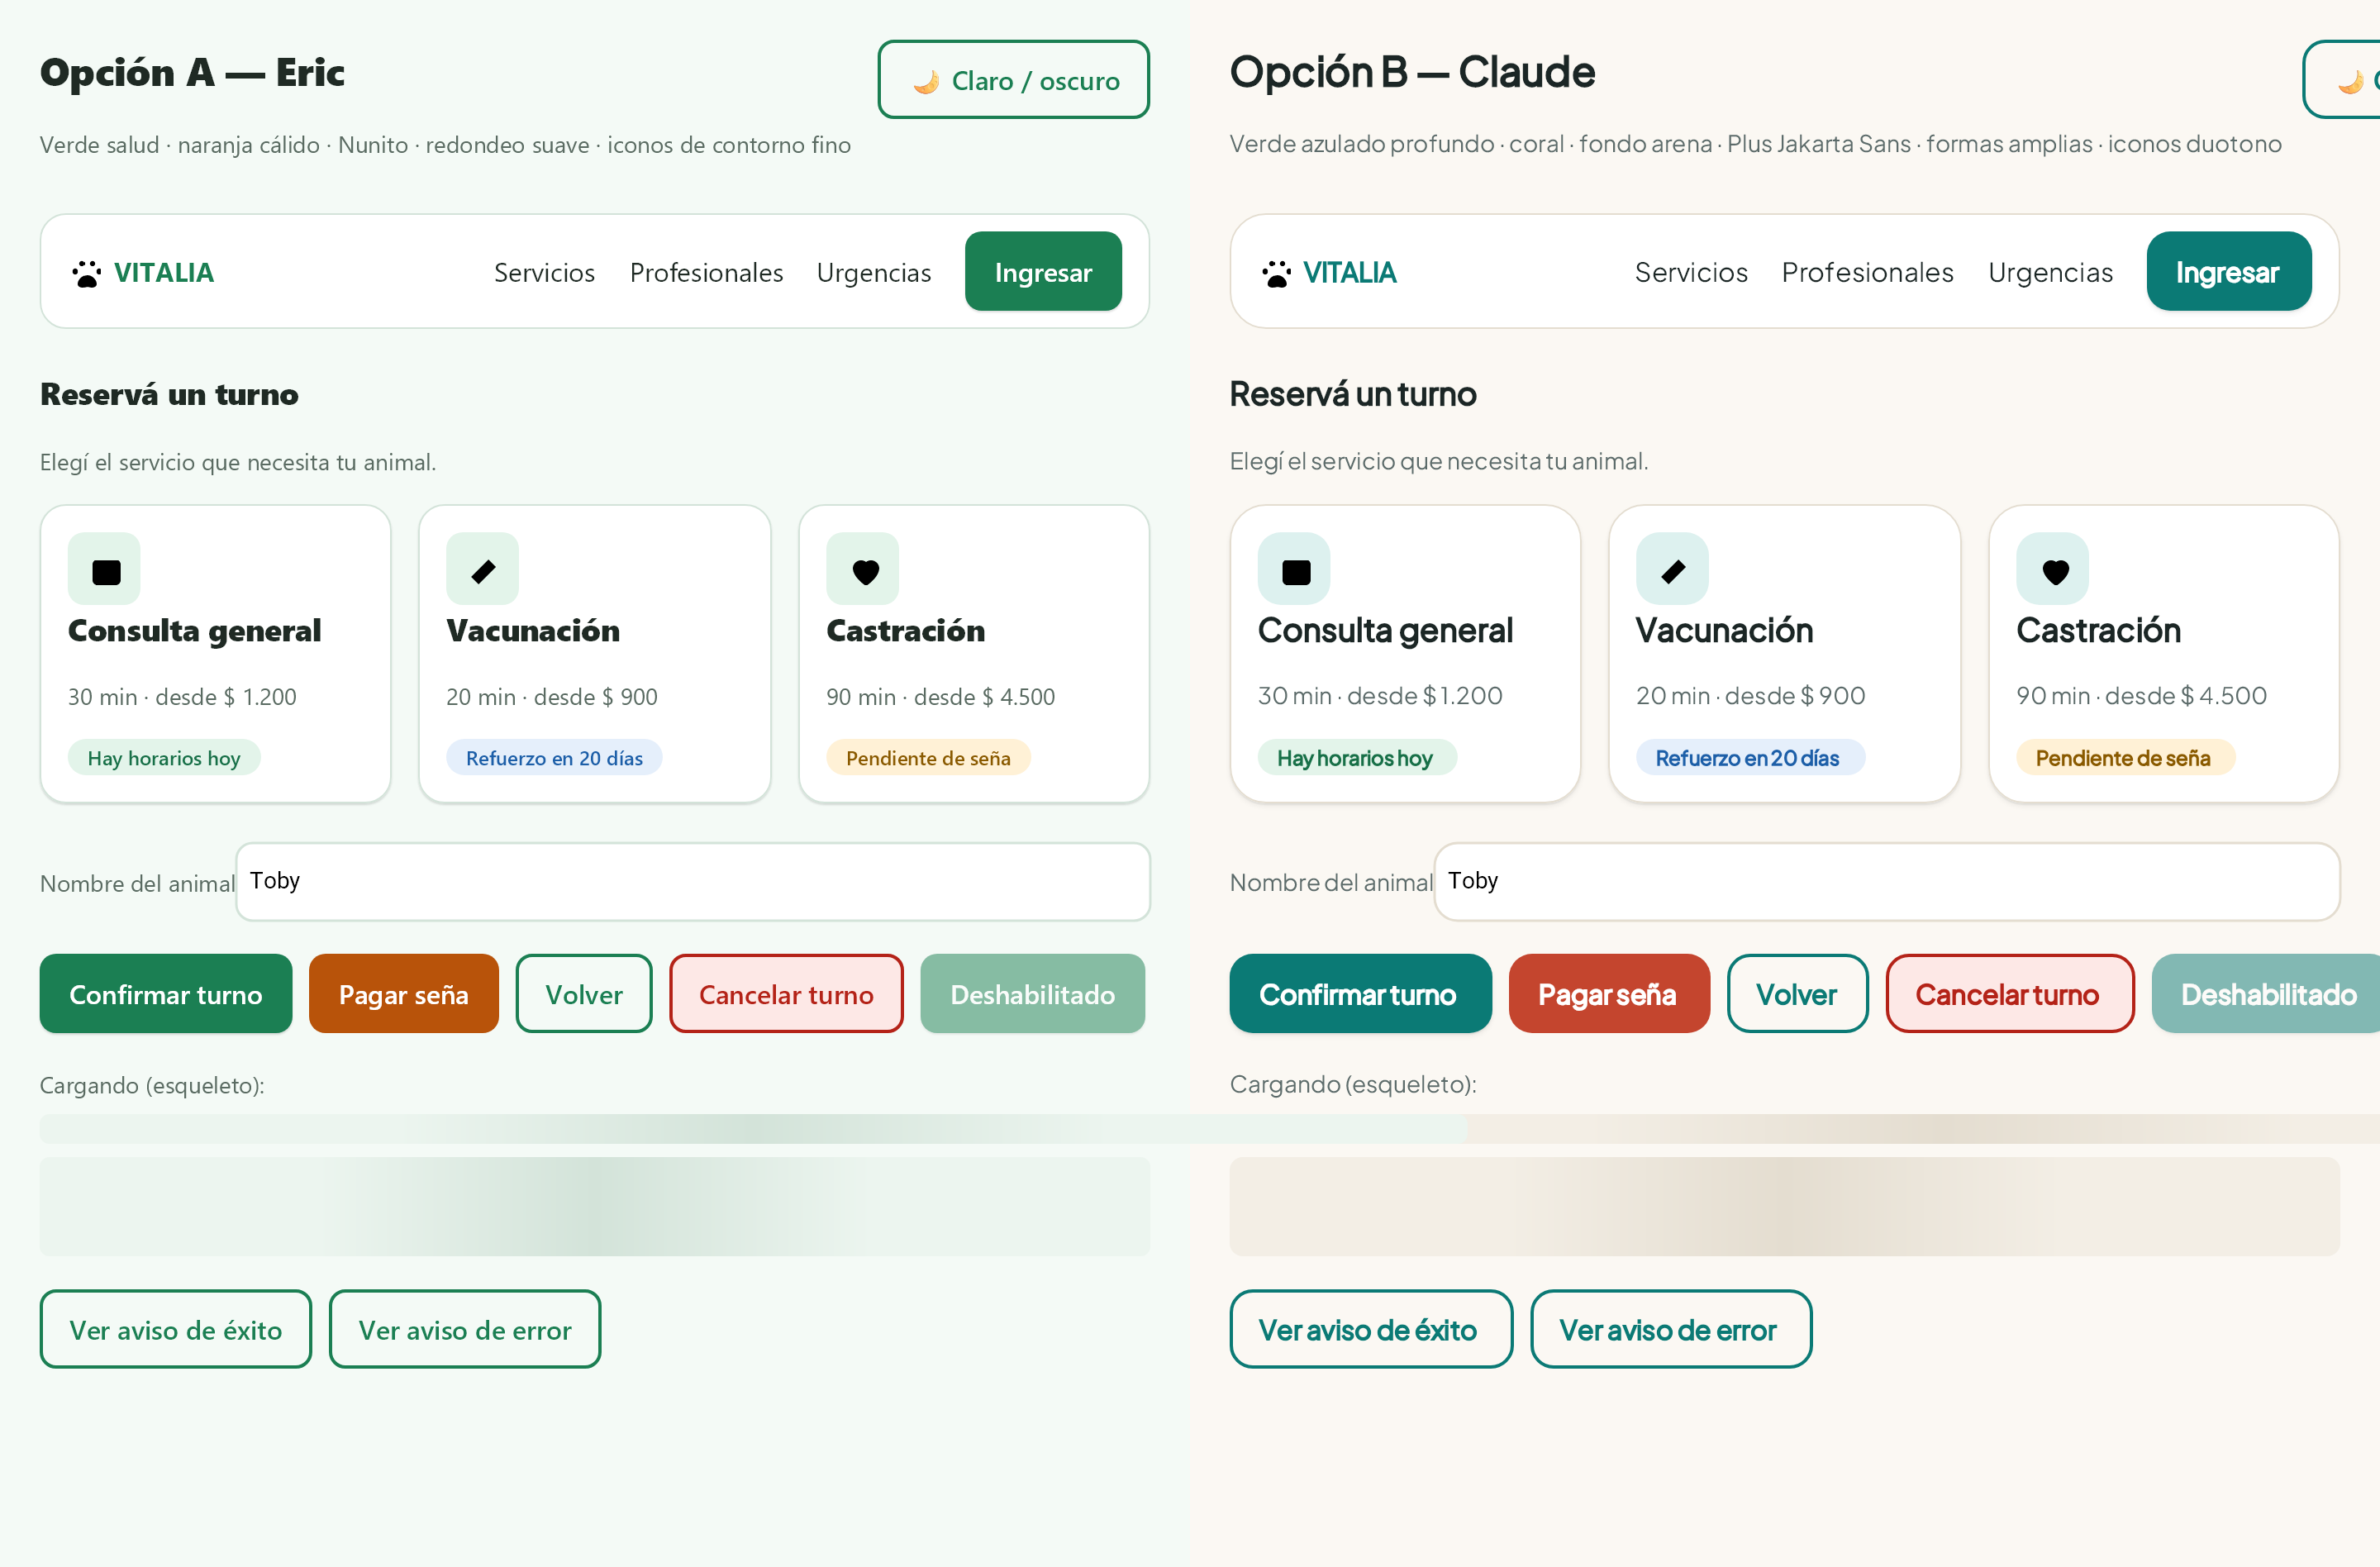 Opción A — Eric
🌛 Claro / oscuro
Verde salud · naranja cálido · Nunito · redondeo suave · iconos de contorno fino
VITALIA
Servicios Profesionales Urgencias Ingresar
Reservá un turno
Elegí el servicio que necesita tu animal.
Consulta general
30 min · desde $ 1.200
Hay horarios hoy
Vacunación
20 min · desde $ 900
Refuerzo en 20 días
Castración
90 min · desde $ 4.500
Pendiente de seña
Nombre del animal Toby
Confirmar turno Pagar seña Volver Cancelar turno Deshabilitado
Cargando (esqueleto):
Ver aviso de éxito Ver aviso de error
Opción B — Claude
Verde azulado profundo · coral · fondo arena · Plus Jakarta Sans · formas amplias · iconos duotono
VITALIA
Servicios Profesionales Urgencias Ingresar
Reservá un turno
Elegí el servicio que necesita tu animal.
Consulta general
30 min · desde $ 1.200
Hay horarios hoy
Vacunación
20 min · desde $ 900
Refuerzo en 20 días
Castración
90 min · desde $ 4.500
Pendiente de seña
Nombre del animal Toby
Confirmar turno Pagar seña Volver Cancelar turno Deshabilitado
Cargando (esqueleto):
Ver aviso de éxito Ver aviso de error